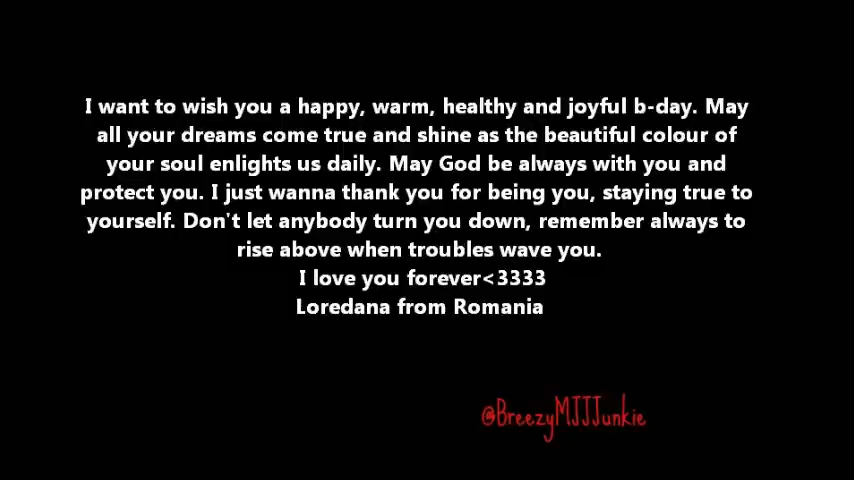 I want to wish you a happy, warm, healthy and joyful b-day. May
all your dreams come true and shine as the beautiful colour of
your soul enlights us daily. May God be always with you and
protect you. I just wanna thank you for being you, staying true to
yourself. Don't let anybody turn you down, remember always to
rise above when troubles wave you.
I love you forever<3333
Loredana from Romania
@BreezyMJJJunkie